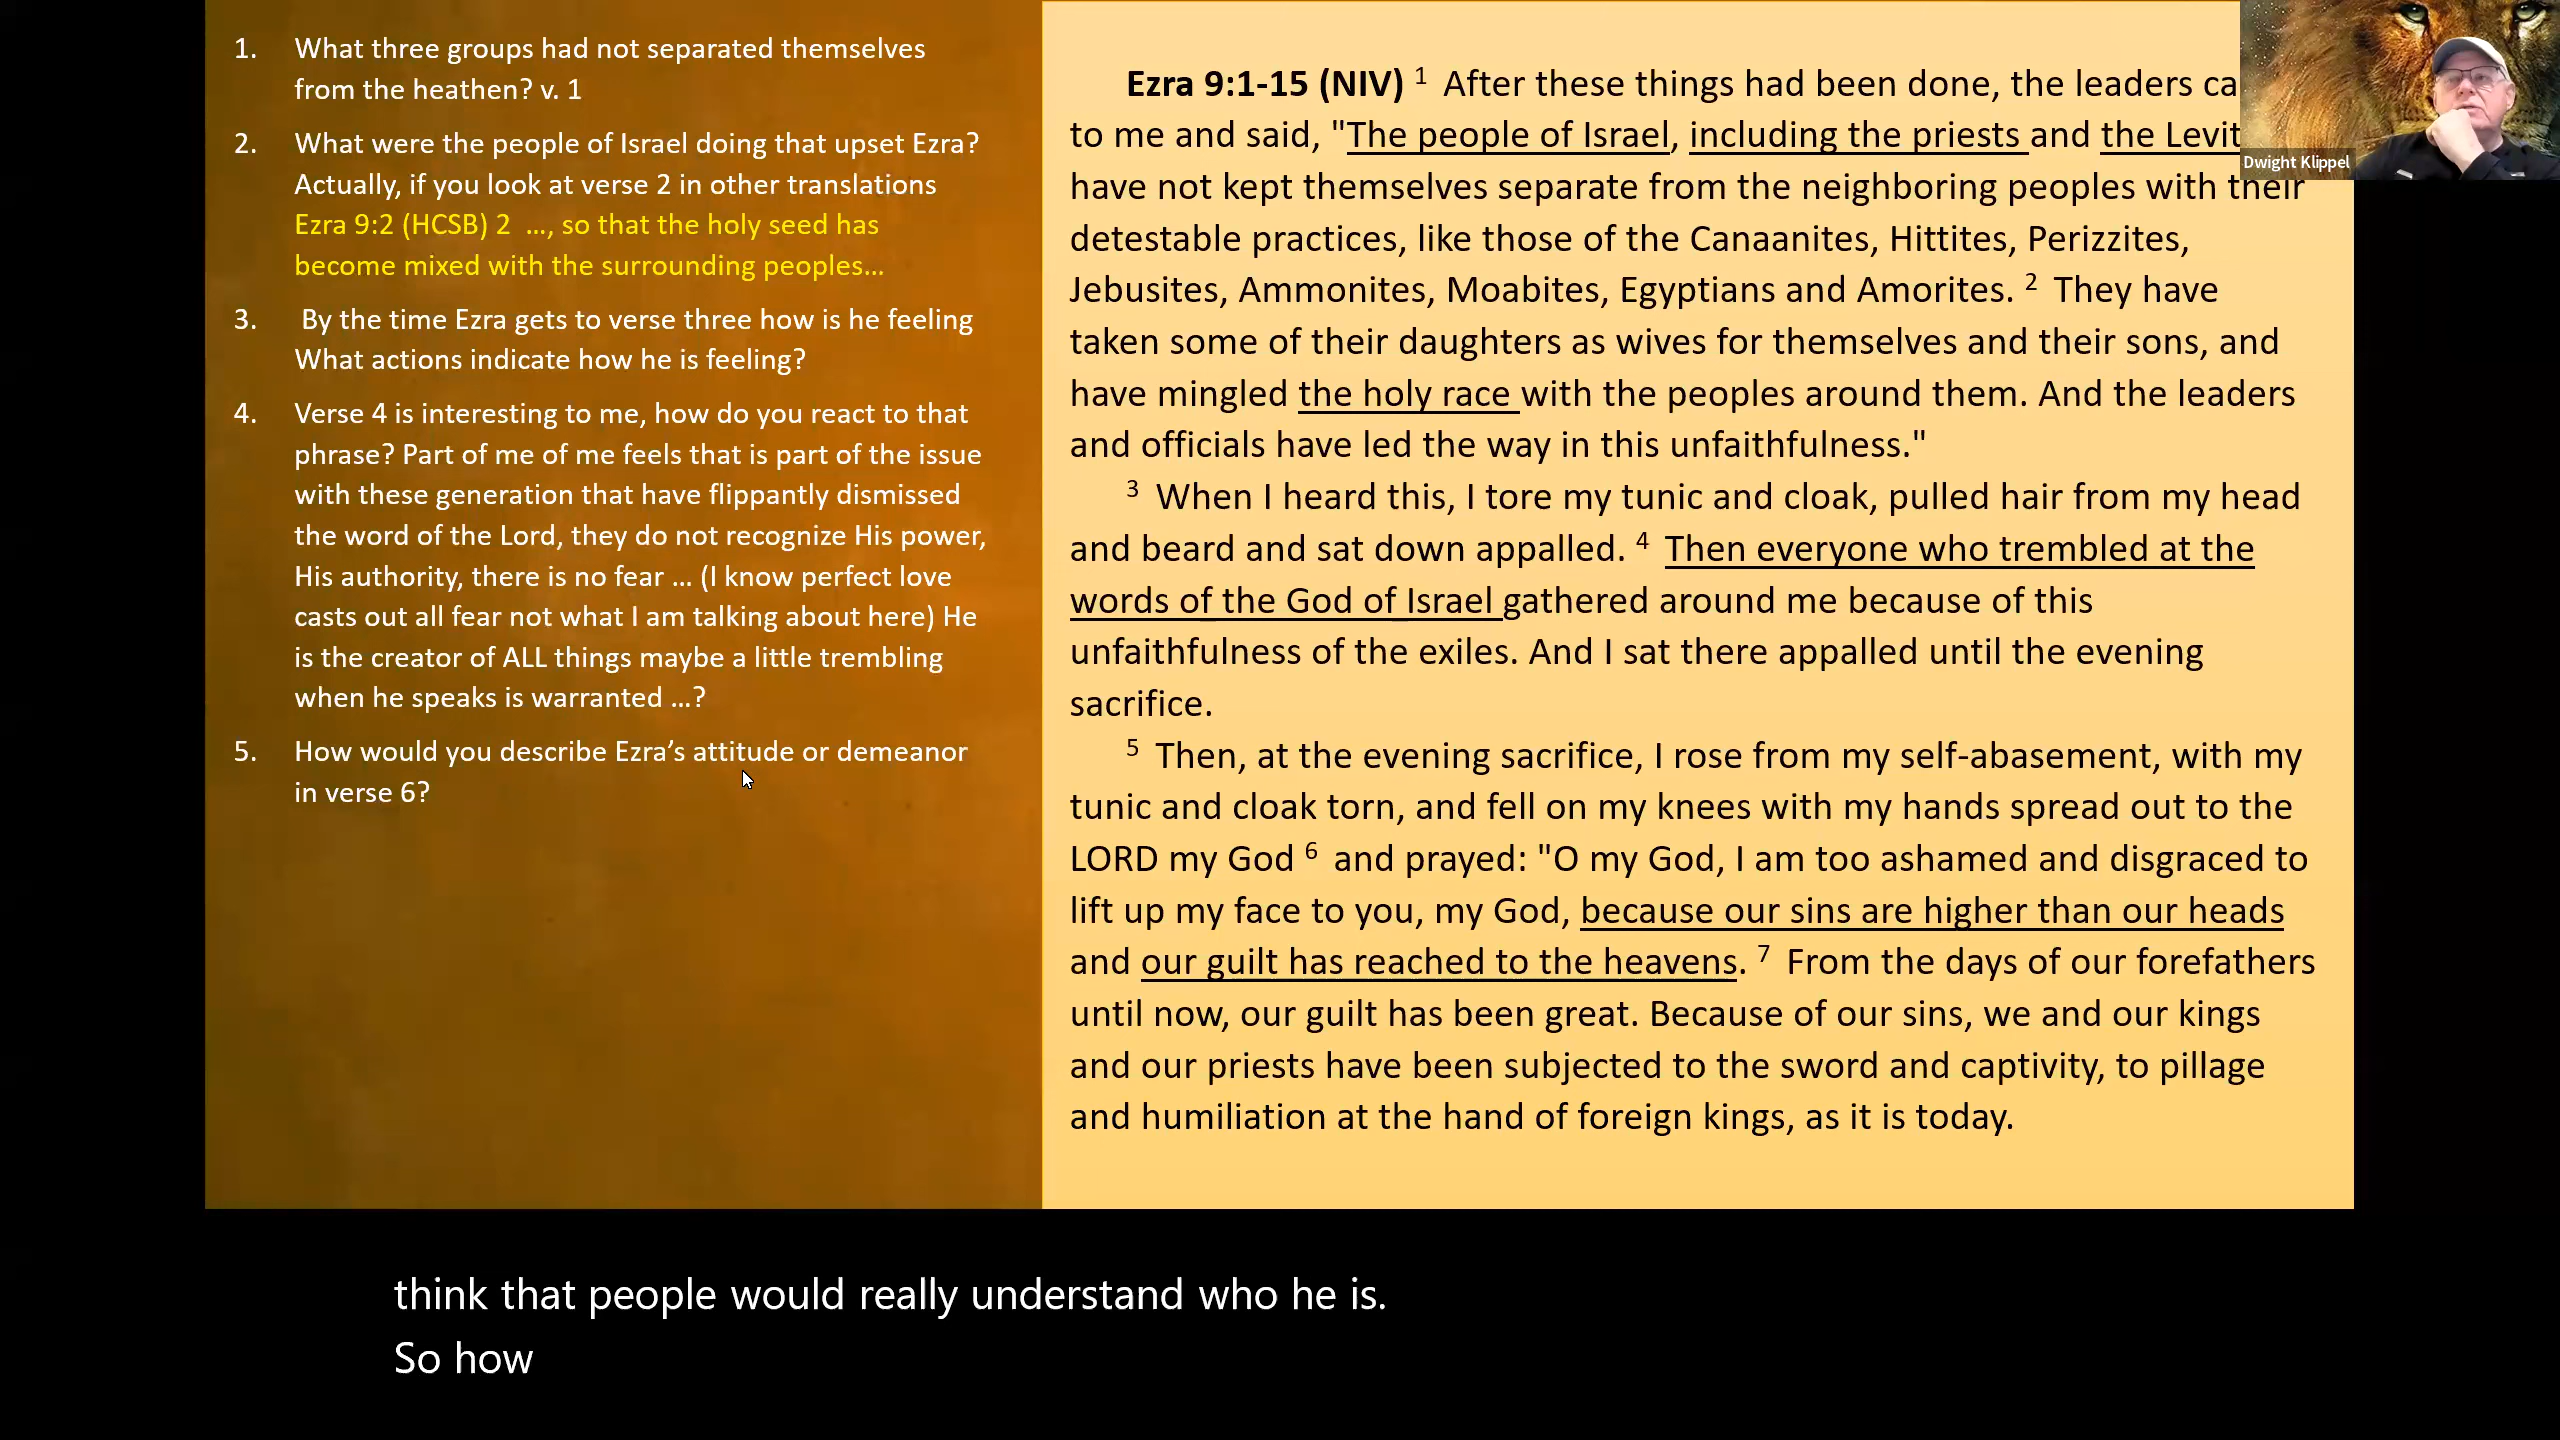 1. What three groups had not separated themselves
from the heathen? v. 1
2. What were the people of Israel doing that upset Ezra?
Actually, if you look at verse 2 in other translations
Ezra 9:2 (HCSB) 2 …, so that the holy seed has
become mixed with the surrounding peoples…
3. By the time Ezra gets to verse three how is he feeling
What actions indicate how he is feeling?
4. Verse 4 is interesting to me, how do you react to that
phrase? Part of me of me feels that is part of the issue
with these generation that have flippantly dismissed
the word of the Lord, they do not recognize His power,
His authority, there is no fear … (I know perfect love
casts out all fear not what I am talking about here) He
is the creator of ALL things maybe a little trembling
when he speaks is warranted …?
5. How would you describe Ezra’s attitude or demeanor
in verse 6?
Ezra 9:1-15 (NIV) 1 After these things had been done, the leaders ca
to me and said, "The people of Israel, including the priests and the Levit
have not kept themselves separate from the neighboring peoples with their
detestable practices, like those of the Canaanites, Hittites, Perizzites,
Jebusites, Ammonites, Moabites, Egyptians and Amorites. 2 They have
taken some of their daughters as wives for themselves and their sons, and
have mingled the holy race with the peoples around them. And the leaders
and officials have led the way in this unfaithfulness."
3 When I heard this, I tore my tunic and cloak, pulled hair from my head
and beard and sat down appalled. 4 Then everyone who trembled at the
words of the God of Israel gathered around me because of this
unfaithfulness of the exiles. And I sat there appalled until the evening
sacrifice.
5 Then, at the evening sacrifice, I rose from my self-abasement, with my
tunic and cloak torn, and fell on my knees with my hands spread out to the
LORD my God 6 and prayed: "O my God, I am too ashamed and disgraced to
lift up my face to you, my God, because our sins are higher than our heads
and our guilt has reached to the heavens. 7 From the days of our forefathers
until now, our guilt has been great. Because of our sins, we and our kings
and our priests have been subjected to the sword and captivity, to pillage
and humiliation at the hand of foreign kings, as it is today.
Dwight Klippel
think that people would really understand who he is.
So how